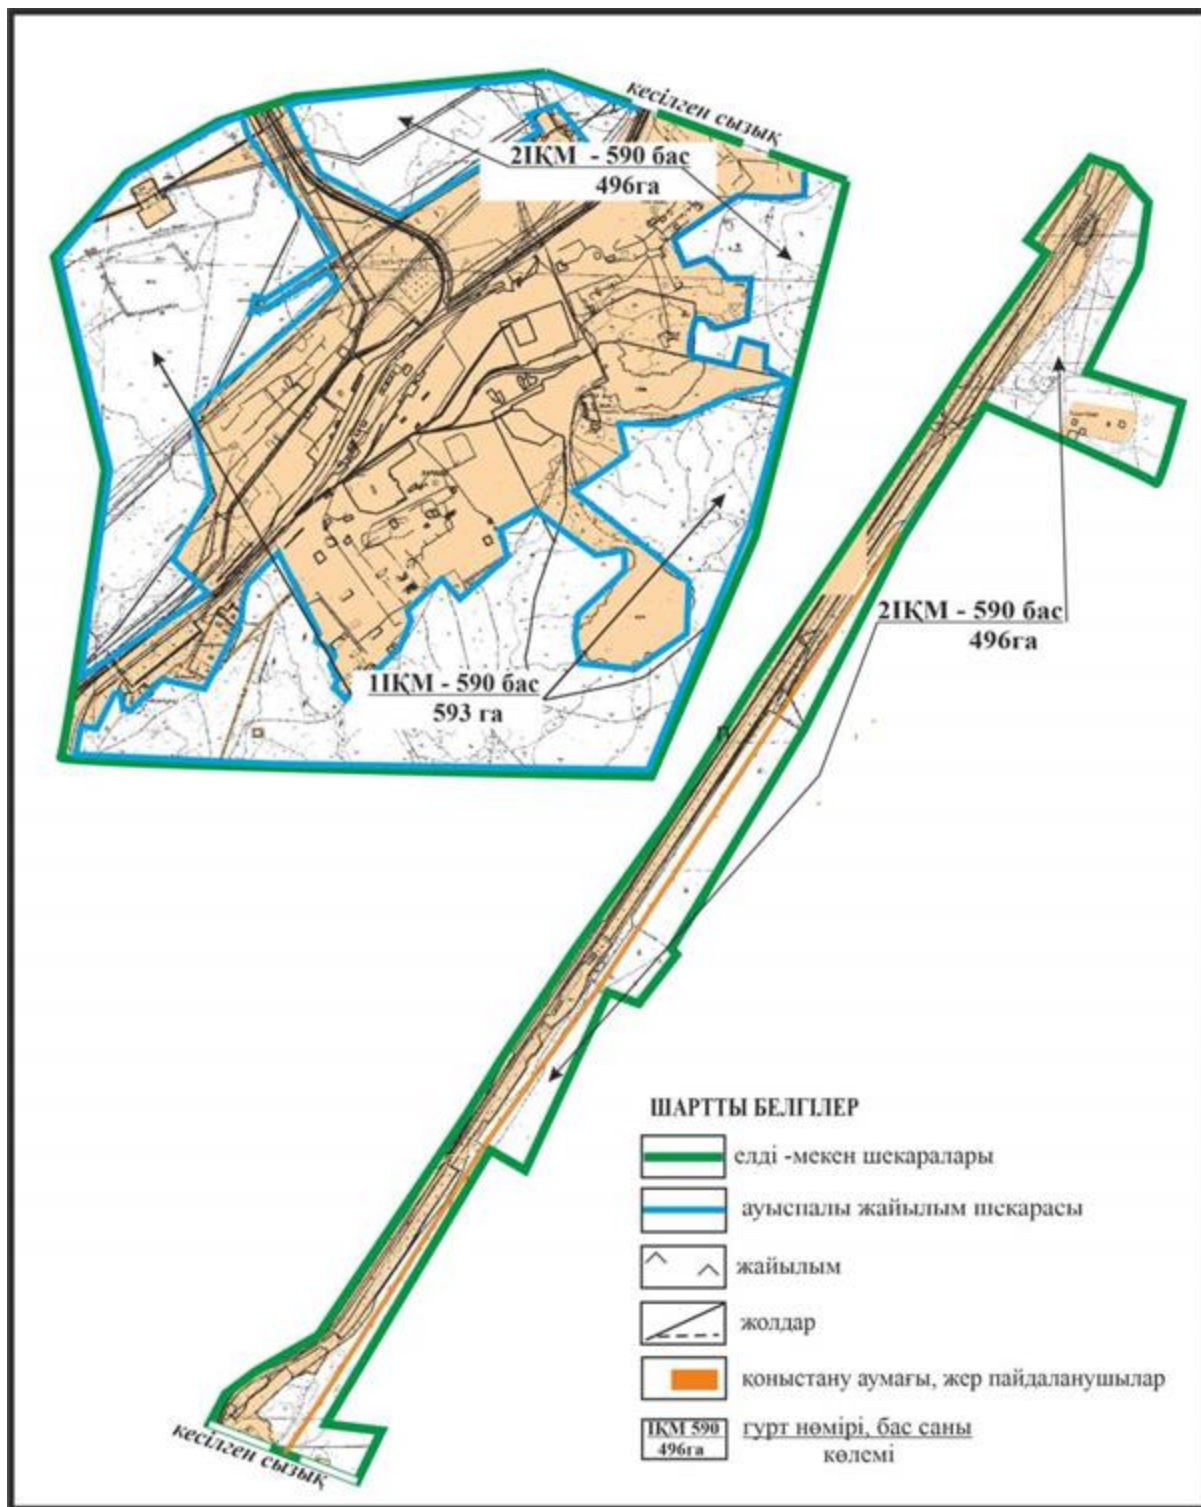 кесілген сызық
2ІҚМ - 590 бас
496га
1ІҚМ - 590 бас
593 га
2ІҚМ - 590 бас
496га
ШАРТТЫ БЕЛГІЛЕР
елді -мекен шекаралары
ауыспалы жайылым шекарасы
жайылым
жолдар
қоныстану аумағы, жер пайдаланушылар
ІҚМ 590
496га
гурт нөмірі, бас саны
көлемі
кесілген сызық